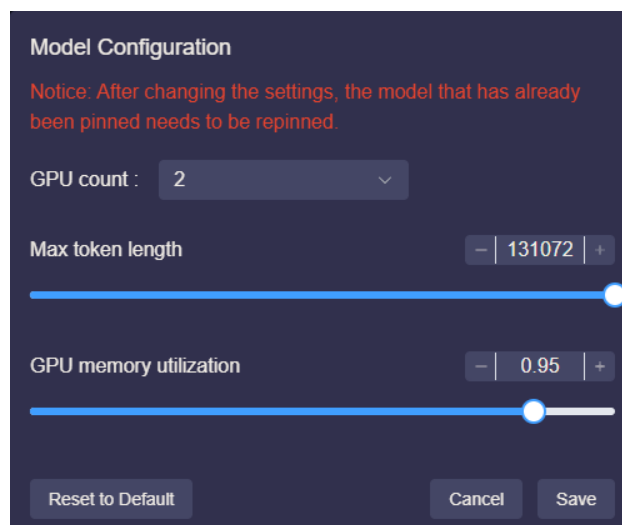 Model Configuration
Notice: After changing the settings, the model that has already
been pinned needs to be repinned.
GPU count : 2
Max token length − 131072 +
GPU memory utilization − 0.95 +
Reset to Default Cancel Save